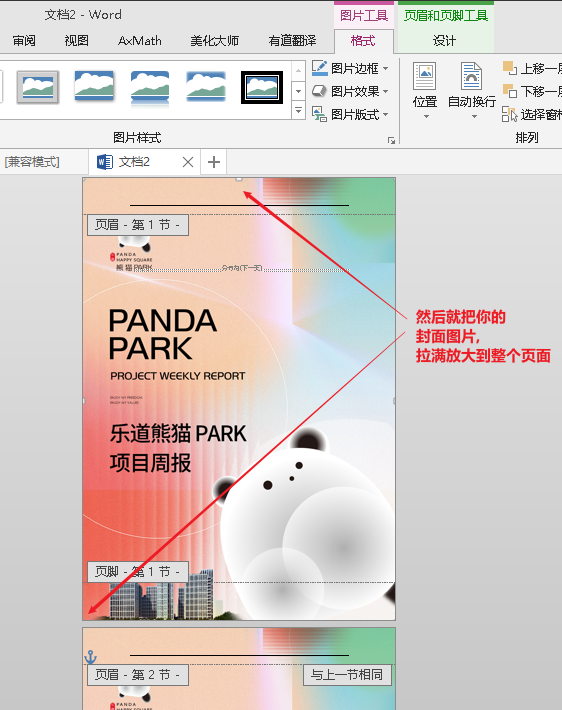 文档2 - Word
图片工具
页眉和页脚工具
审阅
视图
AxMath
美化大师
有道翻译
格式
设计
图片边框
图片效果
图片版式
位置
自动换行
上移一层
下移一层
选择窗格
图片样式
排列
[兼容模式]
文档2
页眉 - 第 1 节 -
PANDA
HAPPY SQUARE
熊猫 PARK
分节符(下一页)
PANDA
PARK
PROJECT WEEKLY REPORT
乐道熊猫 PARK
项目周报
然后就把你的
封面图片,
拉满放大到整个页面
页脚 - 第 1 节 -
页眉 - 第 2 节 -
与上一节相同
PANDA
HAPPY SQUARE